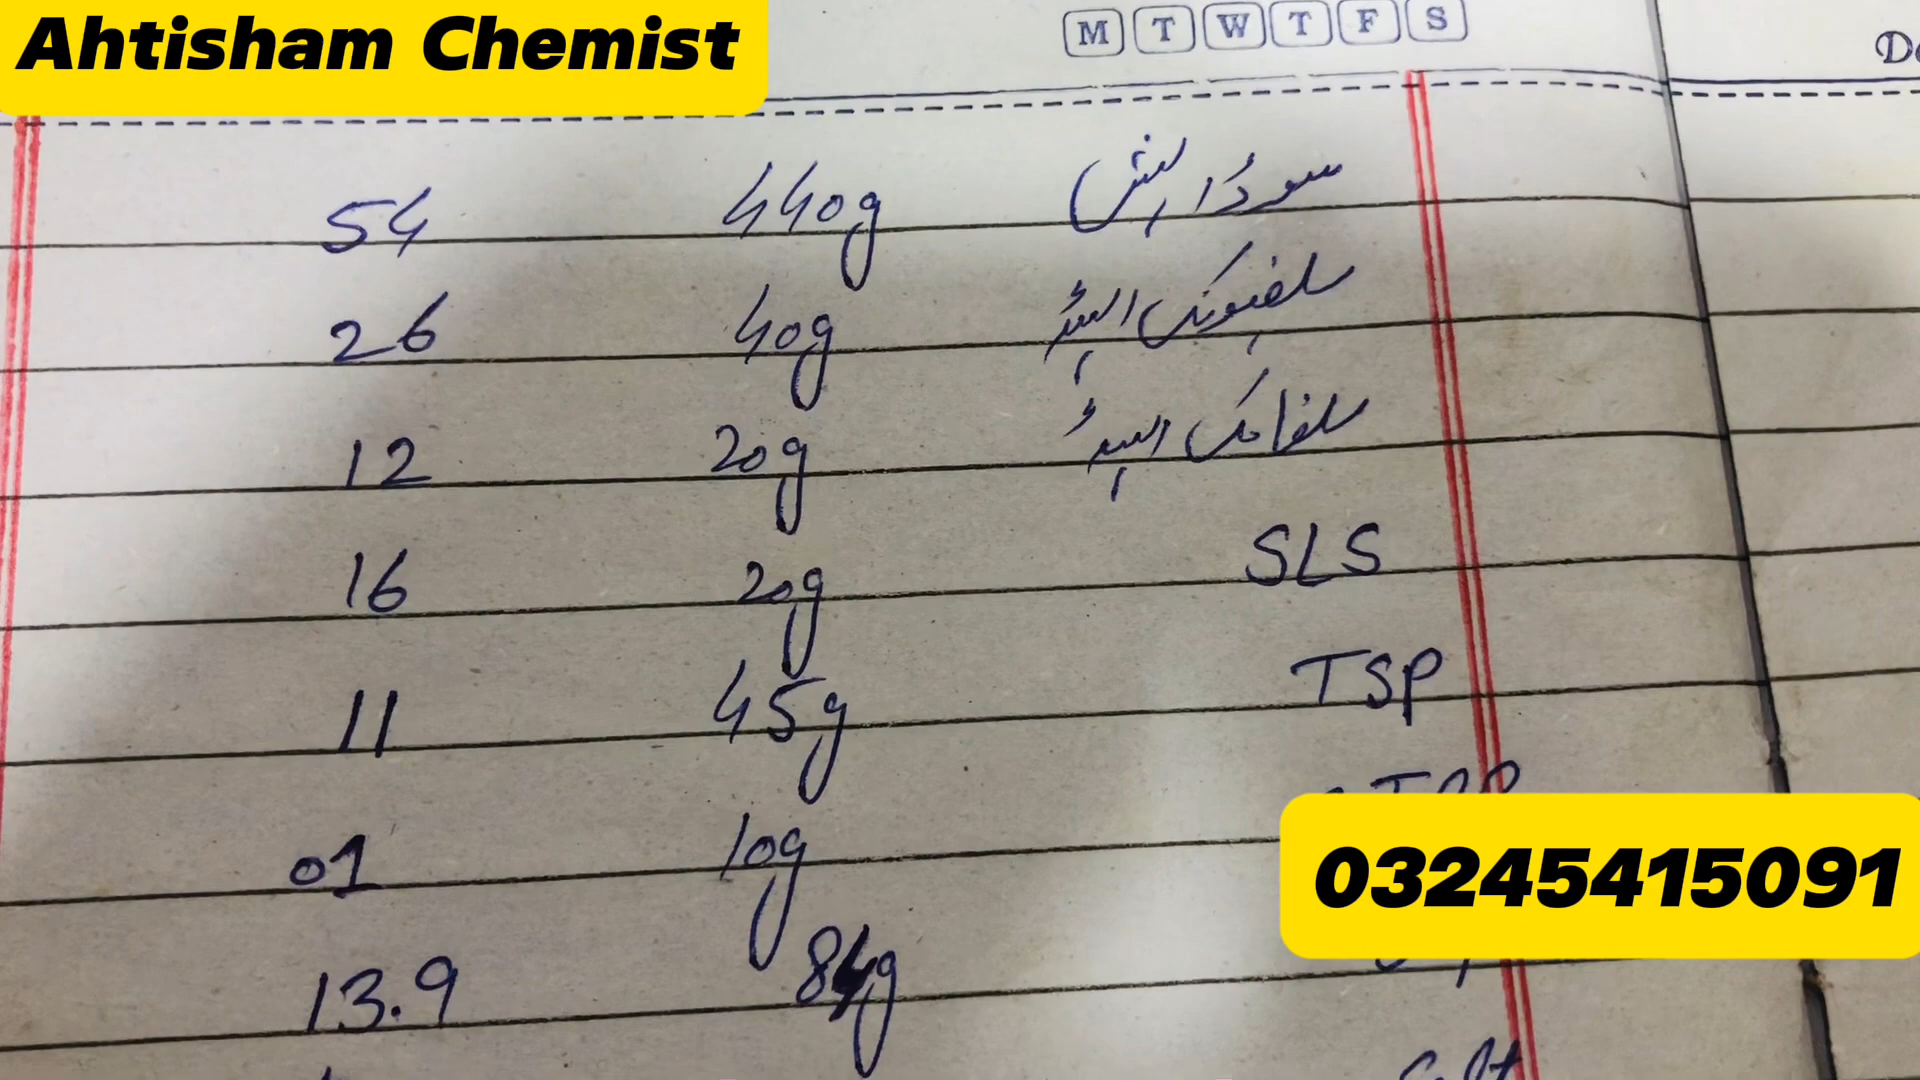 Ahtisham Chemist
M T W T F S
54 440g سوڈا ایش
26 40g سلفیونک ایسڈ
12 20g سلفامک ایسڈ
16 20g SLS
11 45g TSP
01 10g
03245415091
13.9 84g